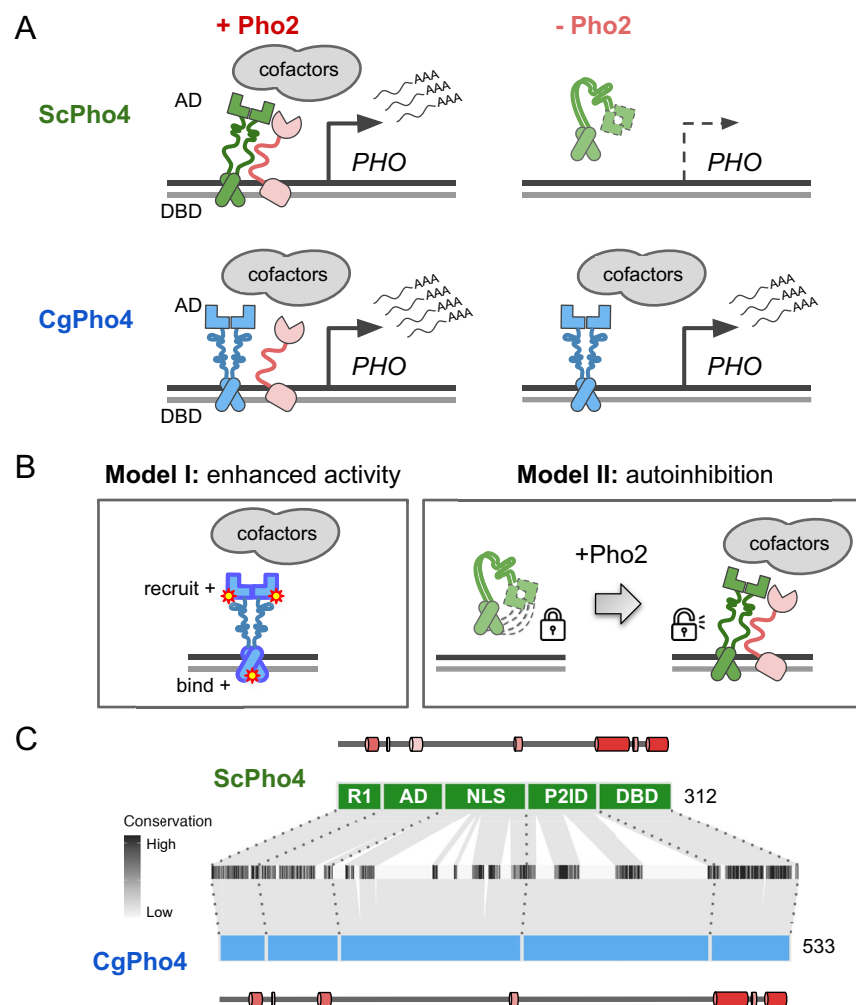 A
+ Pho2
- Pho2
ScPho4
AD
cofactors
AAA
AAA
AAA
PHO
DBD
PHO
CgPho4
AD
cofactors
AAA
AAA
AAA
AAA
PHO
DBD
cofactors
AAA
AAA
AAA
AAA
PHO
B
Model I: enhanced activity
Model II: autoinhibition
cofactors
recruit +
bind +
+Pho2
cofactors
C
ScPho4
R1 AD NLS P2ID DBD 312
Conservation
High
Low
CgPho4
533